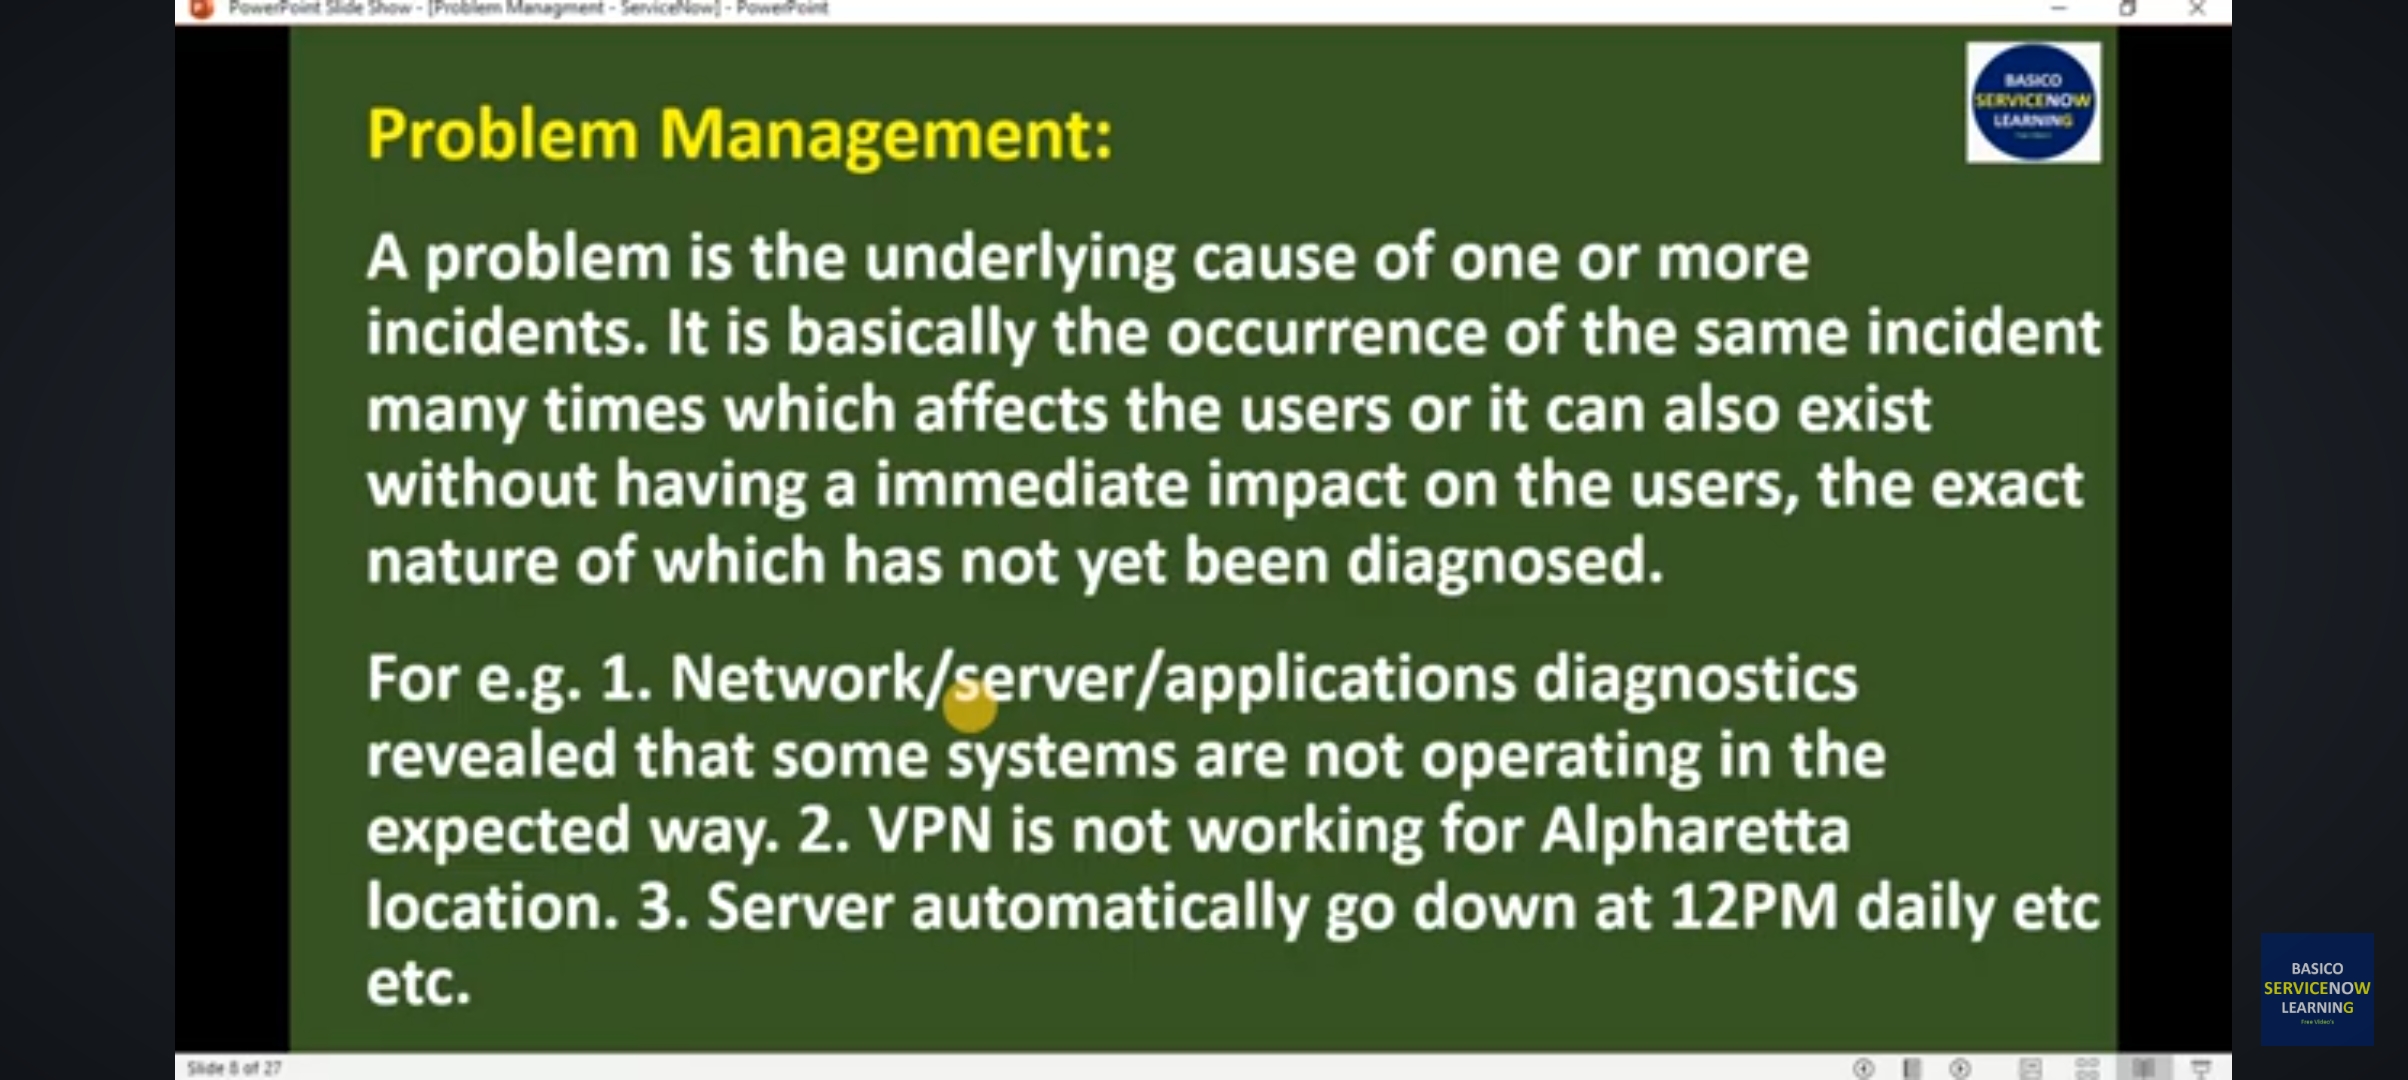 PowerPoint Slide Show - [Problem Managment - ServiceNow] - PowerPoint
BASICO
SERVICENOW
LEARNING
Problem Management:
A problem is the underlying cause of one or more
incidents. It is basically the occurrence of the same incident
many times which affects the users or it can also exist
without having a immediate impact on the users, the exact
nature of which has not yet been diagnosed.
For e.g. 1. Network/server/applications diagnostics
revealed that some systems are not operating in the
expected way. 2. VPN is not working for Alpharetta
location. 3. Server automatically go down at 12PM daily etc
etc.
Slide 8 of 27
BASICO
SERVICENOW
LEARNING
Free Video's